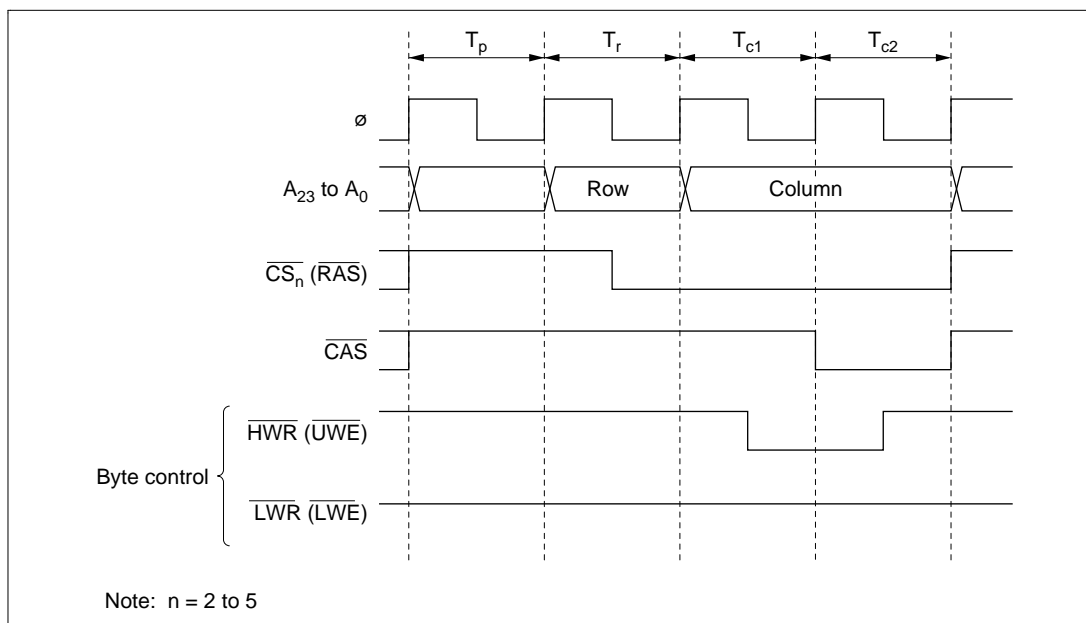 Tp Tr Tc1 Tc2
ø
A23 to A0
Row Column
CSn (RAS)
CAS
HWR (UWE)
Byte control
LWR (LWE)
Note: n = 2 to 5